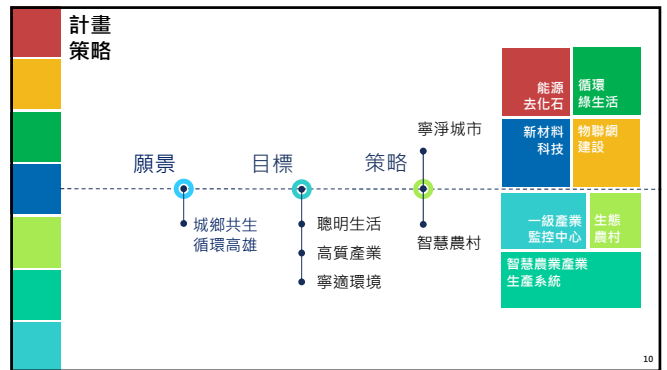 計畫
策略
願景
城鄉共生
循環高雄
目標
聰明生活
高質產業
寧適環境
策略
寧淨城市
智慧農村
能源
去化石
循環
綠生活
新材料
科技
物聯網
建設
一級產業
監控中心
生態
農村
智慧農業產業
生產系統
10